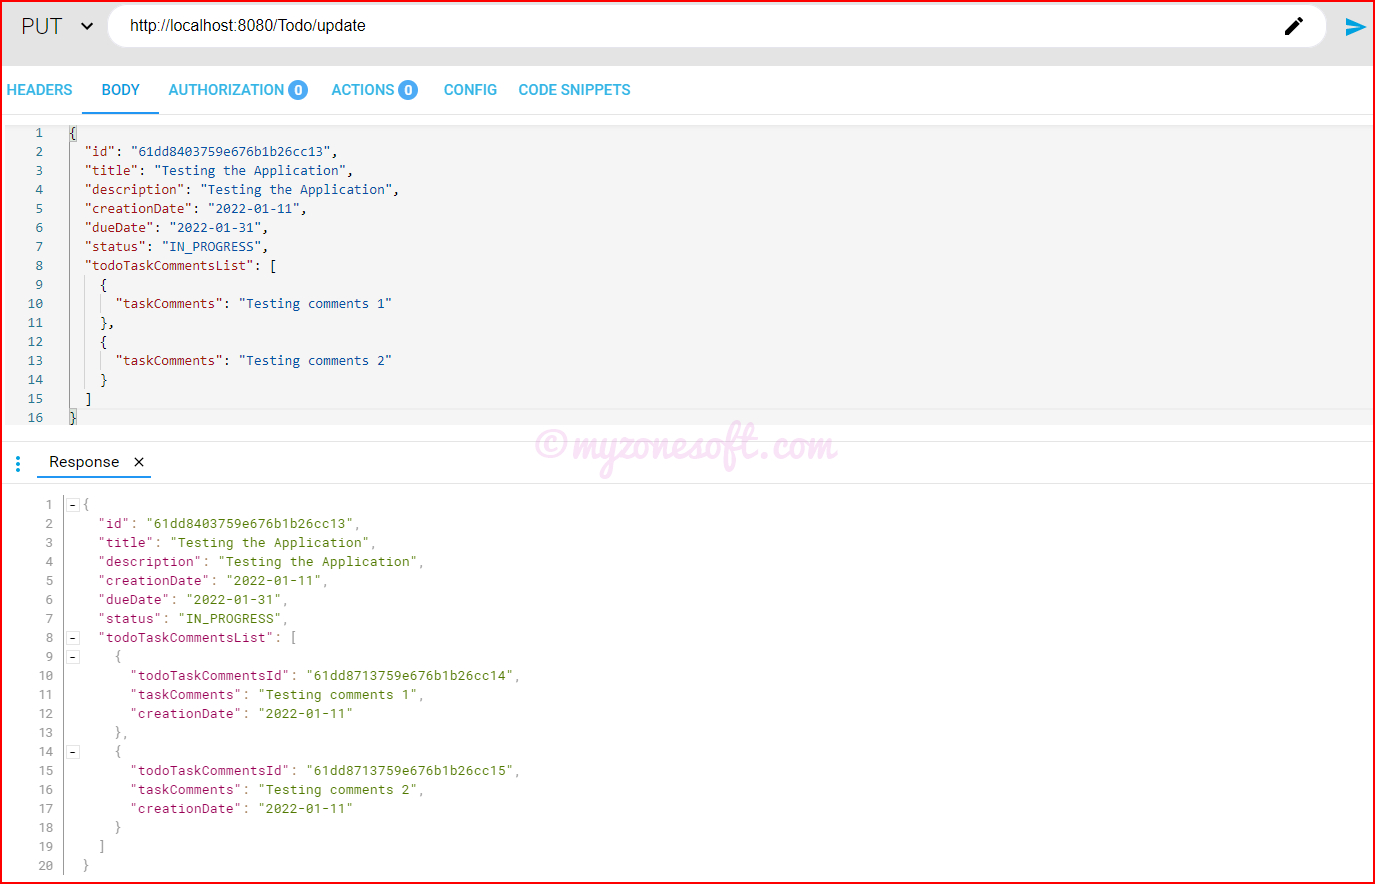 PUT http://localhost:8080/Todo/update
HEADERS BODY AUTHORIZATION 0 ACTIONS 0 CONFIG CODE SNIPPETS
1 {
2 "id": "61dd8403759e676b1b26cc13",
3 "title": "Testing the Application",
4 "description": "Testing the Application",
5 "creationDate": "2022-01-11",
6 "dueDate": "2022-01-31",
7 "status": "IN_PROGRESS",
8 "todoTaskCommentsList": [
9 {
10 "taskComments": "Testing comments 1"
11 },
12 {
13 "taskComments": "Testing comments 2"
14 }
15 ]
16 }
©myzonesoft.com
Response ×
1 - {
2 "id": "61dd8403759e676b1b26cc13",
3 "title": "Testing the Application",
4 "description": "Testing the Application",
5 "creationDate": "2022-01-11",
6 "dueDate": "2022-01-31",
7 "status": "IN_PROGRESS",
8 - "todoTaskCommentsList": [
9 - {
10 "todoTaskCommentsId": "61dd8713759e676b1b26cc14",
11 "taskComments": "Testing comments 1",
12 "creationDate": "2022-01-11"
13 },
14 - {
15 "todoTaskCommentsId": "61dd8713759e676b1b26cc15",
16 "taskComments": "Testing comments 2",
17 "creationDate": "2022-01-11"
18 }
19 ]
20 }